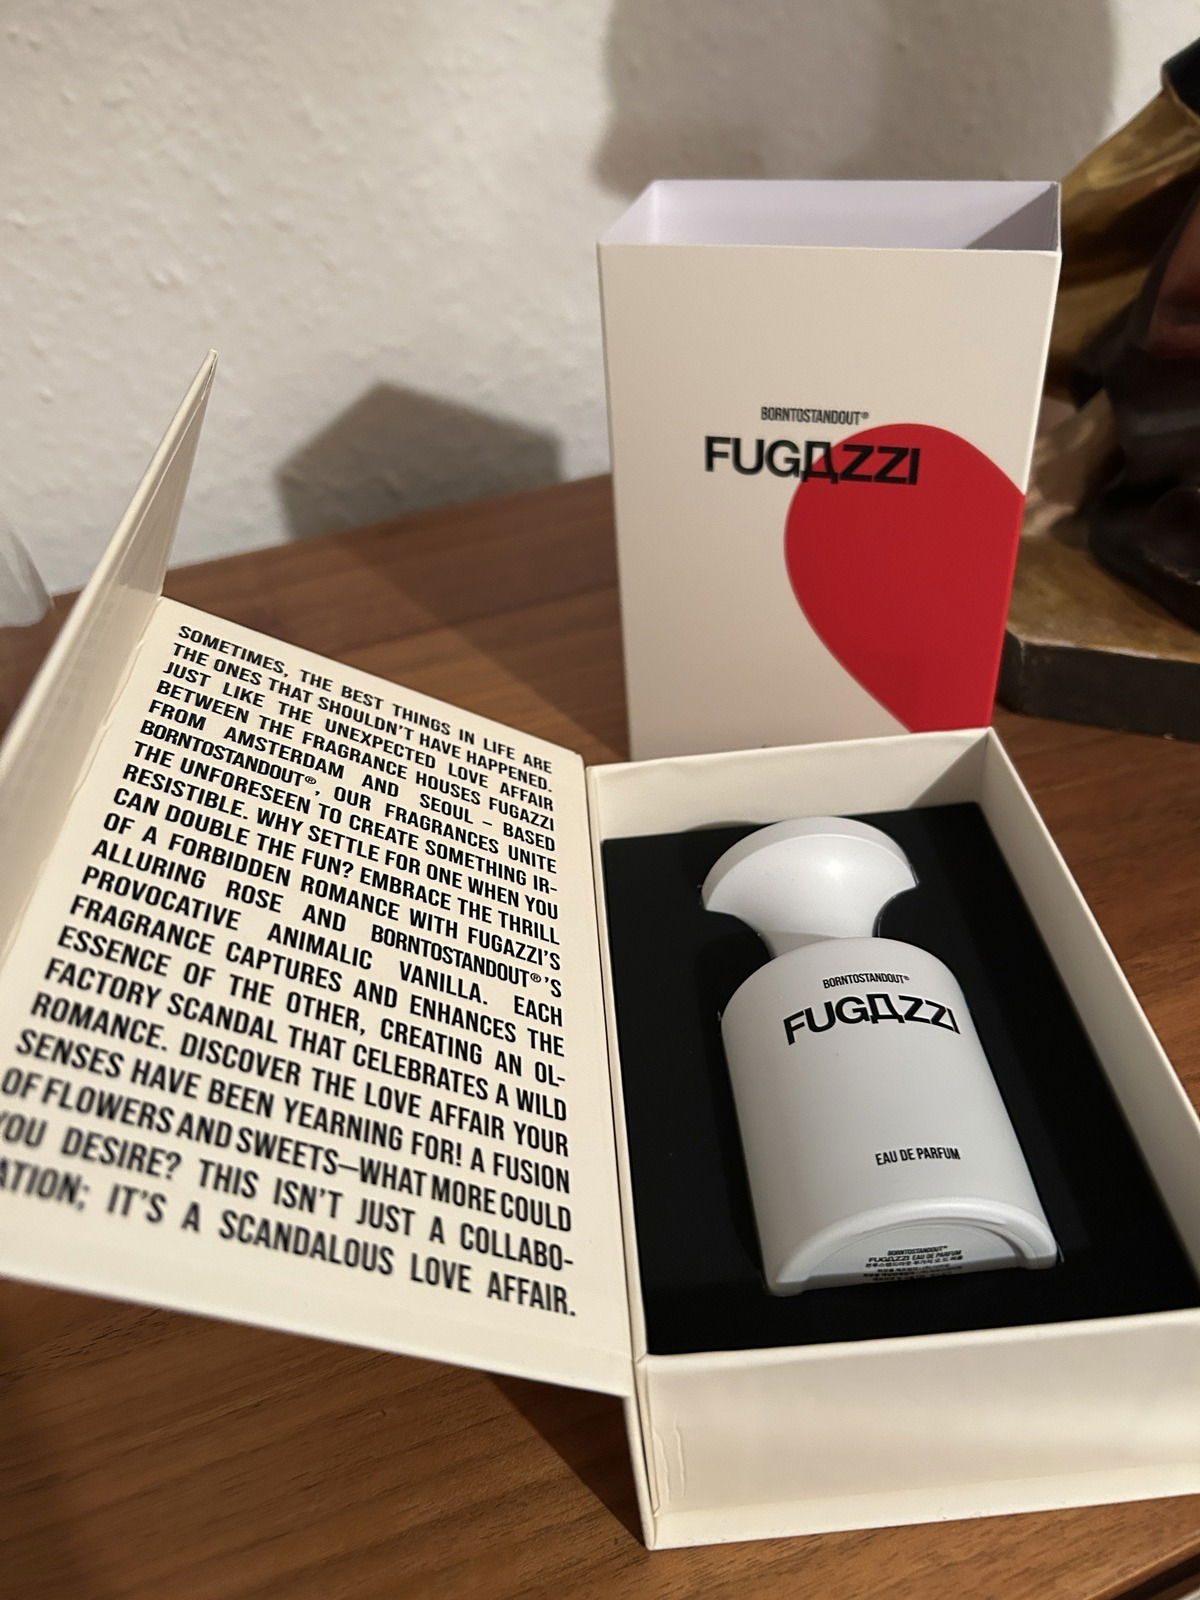 BORNTOSTANDOUT®
FUGДZZI
SOMETIMES, THE BEST THINGS IN LIFE ARE
THE ONES THAT SHOULDN'T HAVE HAPPENED.
JUST LIKE THE UNEXPECTED LOVE AFFAIR
BETWEEN THE FRAGRANCE HOUSES FUGAZZI
FROM AMSTERDAM AND SEOUL – BASED
BORNTOSTANDOUT®, OUR FRAGRANCES UNITE
THE UNFORESEEN TO CREATE SOMETHING IR-
RESISTIBLE. WHY SETTLE FOR ONE WHEN YOU
CAN DOUBLE THE FUN? EMBRACE THE THRILL
OF A FORBIDDEN ROMANCE WITH FUGAZZI'S
ALLURING ROSE AND BORNTOSTANDOUT®'S
PROVOCATIVE ANIMALIC VANILLA. EACH
FRAGRANCE CAPTURES AND ENHANCES THE
ESSENCE OF THE OTHER, CREATING AN OL-
FACTORY SCANDAL THAT CELEBRATES A WILD
ROMANCE. DISCOVER THE LOVE AFFAIR YOUR
SENSES HAVE BEEN YEARNING FOR! A FUSION
OF FLOWERS AND SWEETS—WHAT MORE COULD
YOU DESIRE? THIS ISN'T JUST A COLLABO-
ATION; IT'S A SCANDALOUS LOVE AFFAIR.
BORNTOSTANDOUT®
FUGДZZI
EAU DE PARFUM
BORNTOSTANDOUT®
FUGДZZI EAU DE PARFUM